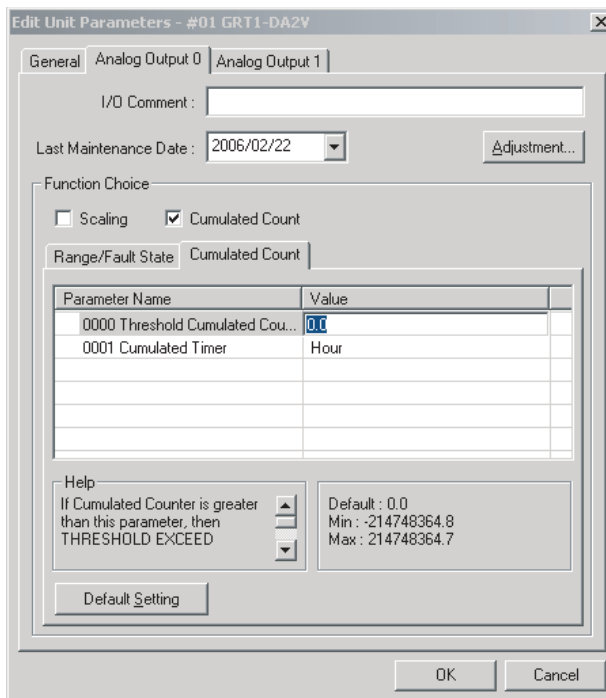 Edit Unit Parameters - #01 GRT1-DA2V
General Analog Output 0 Analog Output 1
I/O Comment :
Last Maintenance Date : 2006/02/22 Adjustment...
Function Choice
Scaling Cumulated Count
Range/Fault State Cumulated Count
Parameter Name Value
0000 Threshold Cumulated Cou... 0.0
0001 Cumulated Timer Hour
Help
If Cumulated Counter is greater
than this parameter, then
THRESHOLD EXCEED
Default : 0.0
Min : -214748364.8
Max : 214748364.7
Default Setting
OK Cancel